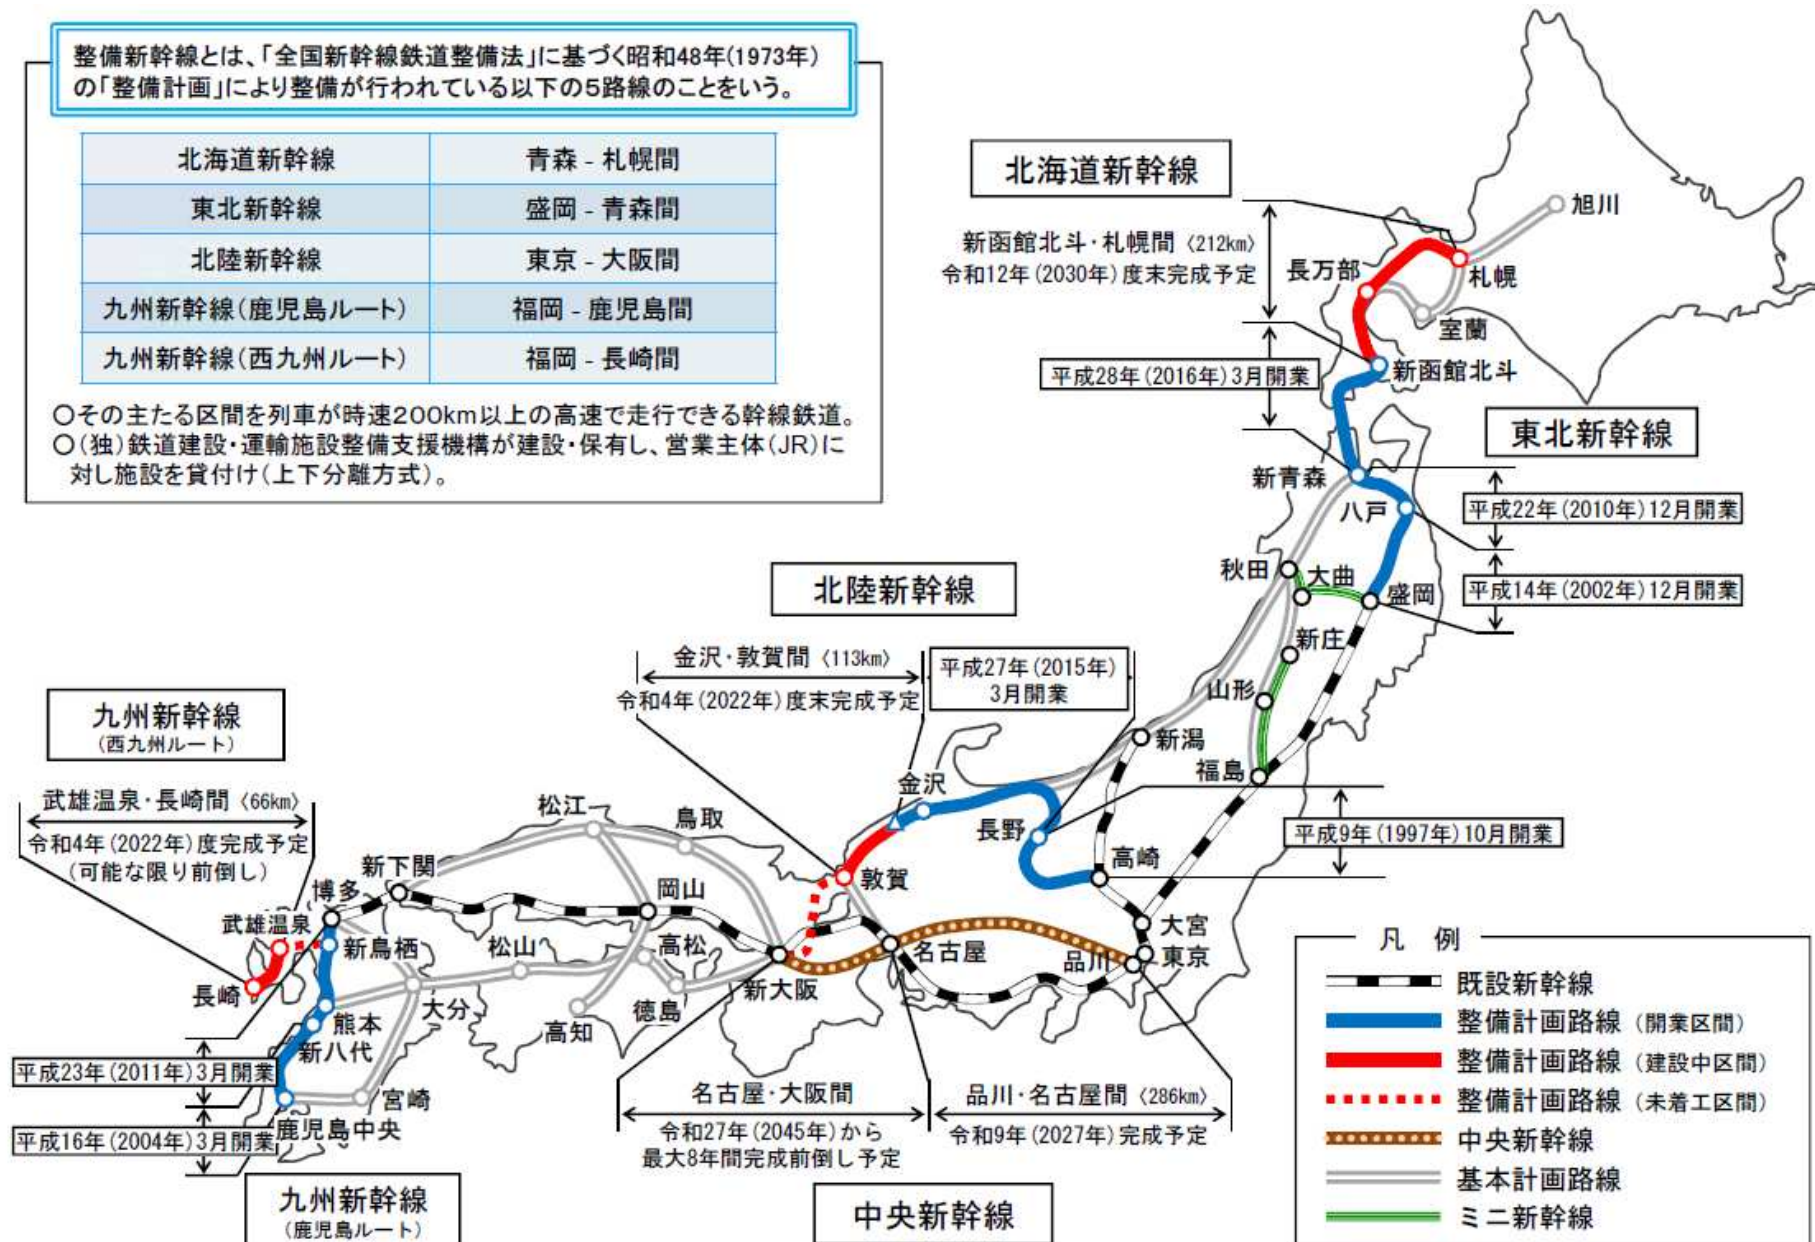 整備新幹線とは、「全国新幹線鉄道整備法」に基づく昭和48年(1973年)
の「整備計画」により整備が行われている以下の5路線のことをいう。
北海道新幹線 青森 - 札幌間
東北新幹線 盛岡 - 青森間
北陸新幹線 東京 - 大阪間
九州新幹線(鹿児島ルート) 福岡 - 鹿児島間
九州新幹線(西九州ルート) 福岡 - 長崎間
○その主たる区間を列車が時速200km以上の高速で走行できる幹線鉄道。
○(独)鉄道建設・運輸施設整備支援機構が建設・保有し、営業主体(JR)に
対し施設を貸付け(上下分離方式)。
北海道新幹線
新函館北斗・札幌間〈212km〉
令和12年(2030年)度末完成予定
旭川
札幌
長万部
室蘭
新函館北斗
平成28年(2016年)3月開業
東北新幹線
新青森
八戸
平成22年(2010年)12月開業
秋田
大曲
盛岡
平成14年(2002年)12月開業
新庄
山形
新潟
福島
北陸新幹線
金沢・敦賀間〈113km〉
令和4年(2022年)度末完成予定
平成27年(2015年)
3月開業
金沢
長野
高崎
平成9年(1997年)10月開業
敦賀
大宮
東京
品川
名古屋
九州新幹線
(西九州ルート)
武雄温泉・長崎間〈66km〉
令和4年(2022年)度完成予定
(可能な限り前倒し)
松江
鳥取
新下関
博多
岡山
武雄温泉
新鳥栖
松山
高松
新大阪
長崎
大分
徳島
高知
熊本
新八代
平成23年(2011年)3月開業
宮崎
鹿児島中央
平成16年(2004年)3月開業
九州新幹線
(鹿児島ルート)
名古屋・大阪間
令和27年(2045年)から
最大8年間完成前倒し予定
品川・名古屋間〈286km〉
令和9年(2027年)完成予定
中央新幹線
凡 例
既設新幹線
整備計画路線(開業区間)
整備計画路線(建設中区間)
整備計画路線(未着工区間)
中央新幹線
基本計画路線
ミニ新幹線